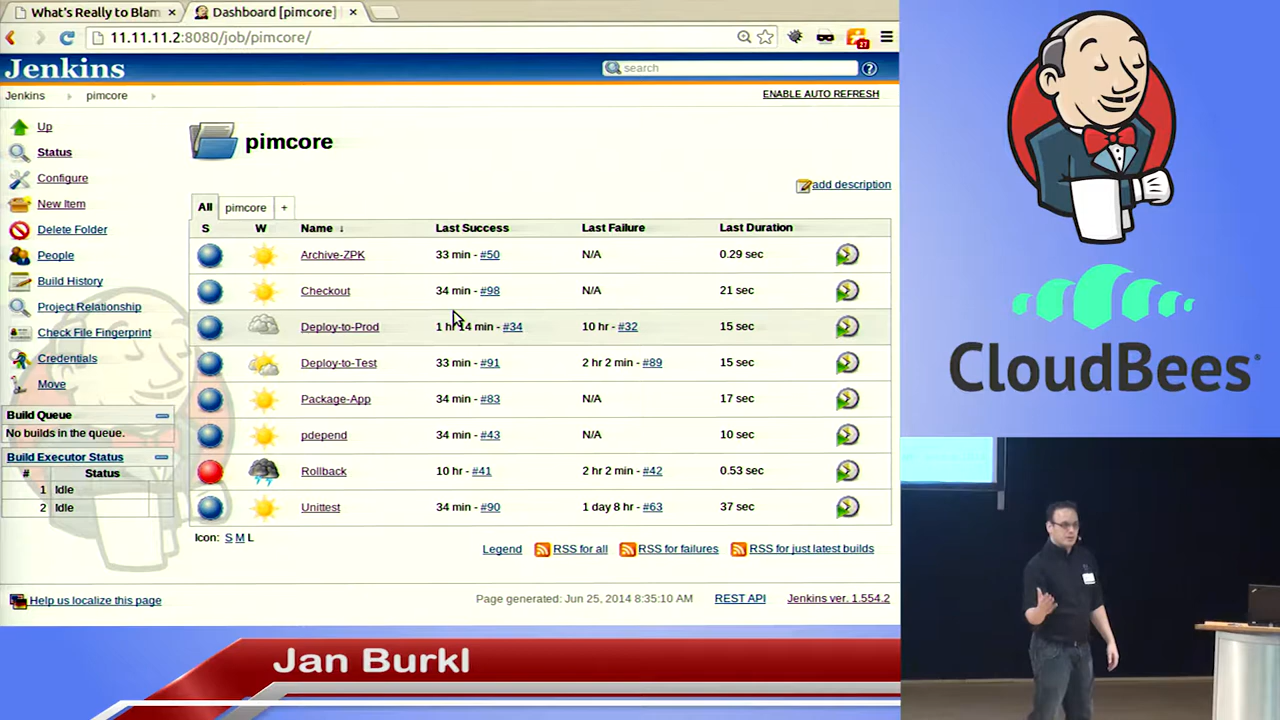 What's Really to Blam
Dashboard [pimcore]
11.11.11.2:8080/job/pimcore/
27
Jenkins
search
?
Jenkins
pimcore
ENABLE AUTO REFRESH
Up
Status
Configure
New Item
Delete Folder
People
Build History
Project Relationship
Check File Fingerprint
Credentials
Move
Build Queue
No builds in the queue.
Build Executor Status
# Status
1 Idle
2 Idle
pimcore
add description
All pimcore +
S W Name ↓ Last Success Last Failure Last Duration
Archive-ZPK 33 min - #50 N/A 0.29 sec
Checkout 34 min - #98 N/A 21 sec
Deploy-to-Prod 1 hr 14 min - #34 10 hr - #32 15 sec
Deploy-to-Test 33 min - #91 2 hr 2 min - #89 15 sec
Package-App 34 min - #83 N/A 17 sec
pdepend 34 min - #43 N/A 10 sec
Rollback 10 hr - #41 2 hr 2 min - #42 0.53 sec
Unittest 34 min - #90 1 day 8 hr - #63 37 sec
Icon: S M L
Legend RSS for all RSS for failures RSS for just latest builds
Help us localize this page
Page generated: Jun 25, 2014 8:35:10 AM REST API Jenkins ver. 1.554.2
CloudBees
Jan Burkl